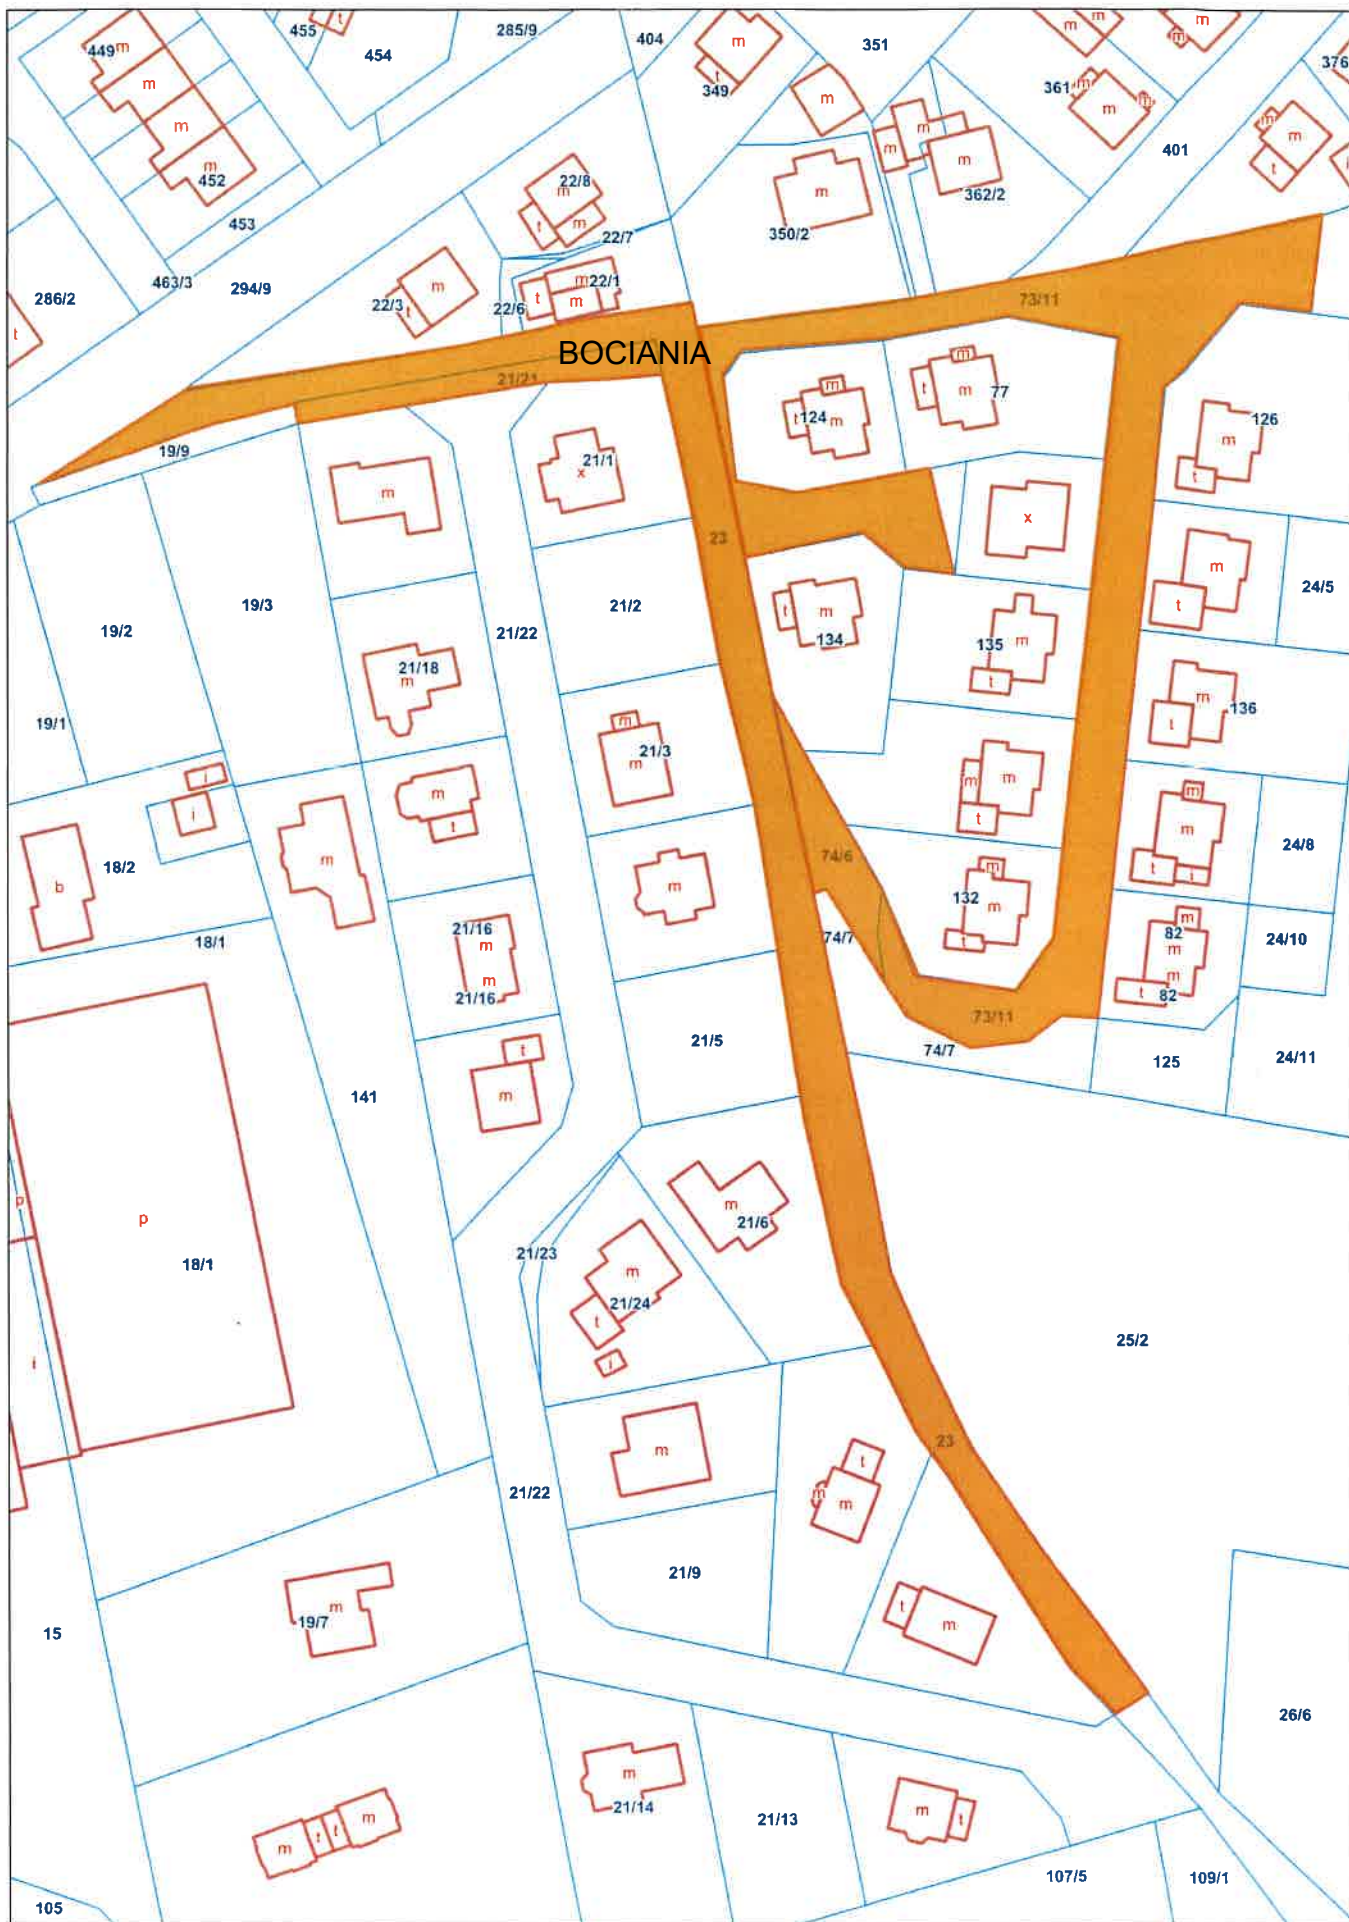 455
t
285/9
404
351
m
m
m
449
m
454
m
m
376
t
349
361
m
m
m
m
m
m
m
m
m
m
m
401
t
m
452
22/8
m
m
362/2
453
t
m
350/2
22/7
463/3
294/9
286/2
m
m
22/1
22/3
t
22/6
t
m
73/11
t
BOCIANIA
21/21
m
m
t
m
77
t
124
m
126
19/9
21/1
m
x
t
m
x
23
m
24/5
t
19/2
19/3
21/22
21/2
t
m
134
135
m
21/18
m
t
m
136
19/1
m
21/3
m
t
i
m
m
m
m
i
t
m
m
t
24/8
18/2
m
74/6
m
b
m
t
t
132
m
21/16
m
74/7
t
m
82
m
24/10
18/1
m
m
21/16
t
82
73/11
t
21/5
74/7
125
24/11
141
m
p
p
m
21/6
18/1
21/23
m
21/24
t
25/2
i
m
23
t
m
m
21/22
21/9
t
m
15
19/7
m
26/6
m
21/14
21/13
m
t
m
t
t
m
107/5
109/1
105